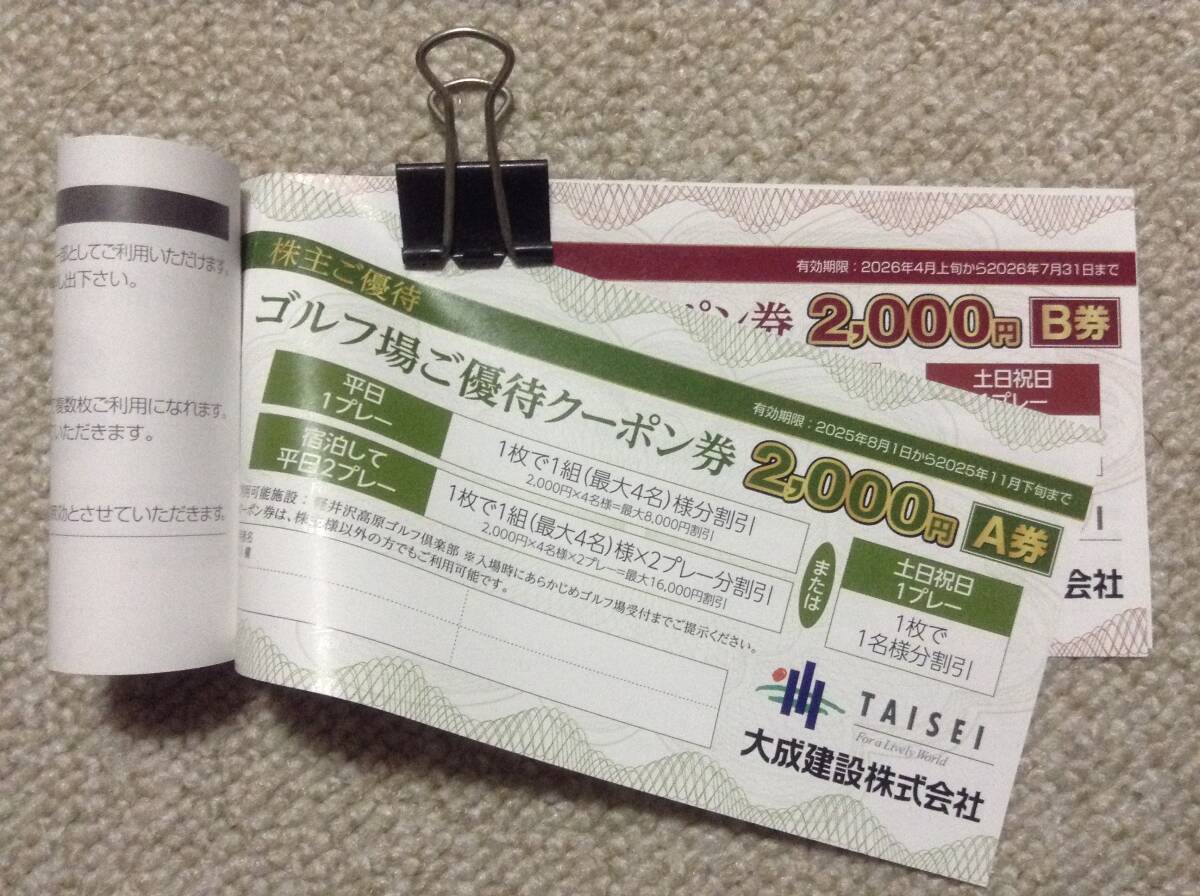 部としてご利用いただけます。
し出下さい。
複数枚ご利用になれます。
いただきます。
効とさせていただきます。
有効期限：2026年4月上旬から2026年7月31日まで
ポン券 2,000円 B券
土日祝日
1プレー
会社
株主ご優待
有効期限：2025年8月1日から2025年11月下旬まで
ゴルフ場ご優待クーポン券 2,000円 A券
平日
1プレー
1枚で1組(最大4名)様分割引
2,000円×4名様=最大8,000円割引
宿泊して
平日2プレー
1枚で1組(最大4名)様×2プレー分割引
2,000円×4名様×2プレー=最大16,000円割引
または
土日祝日
1プレー
1枚で
1名様分割引
利用可能施設：軽井沢高原ゴルフ倶楽部 ※入場時にあらかじめゴルフ場受付までご提示ください。
クーポン券は、株主様以外の方でもご利用可能です。
TAISEI
For a Lively World
大成建設株式会社